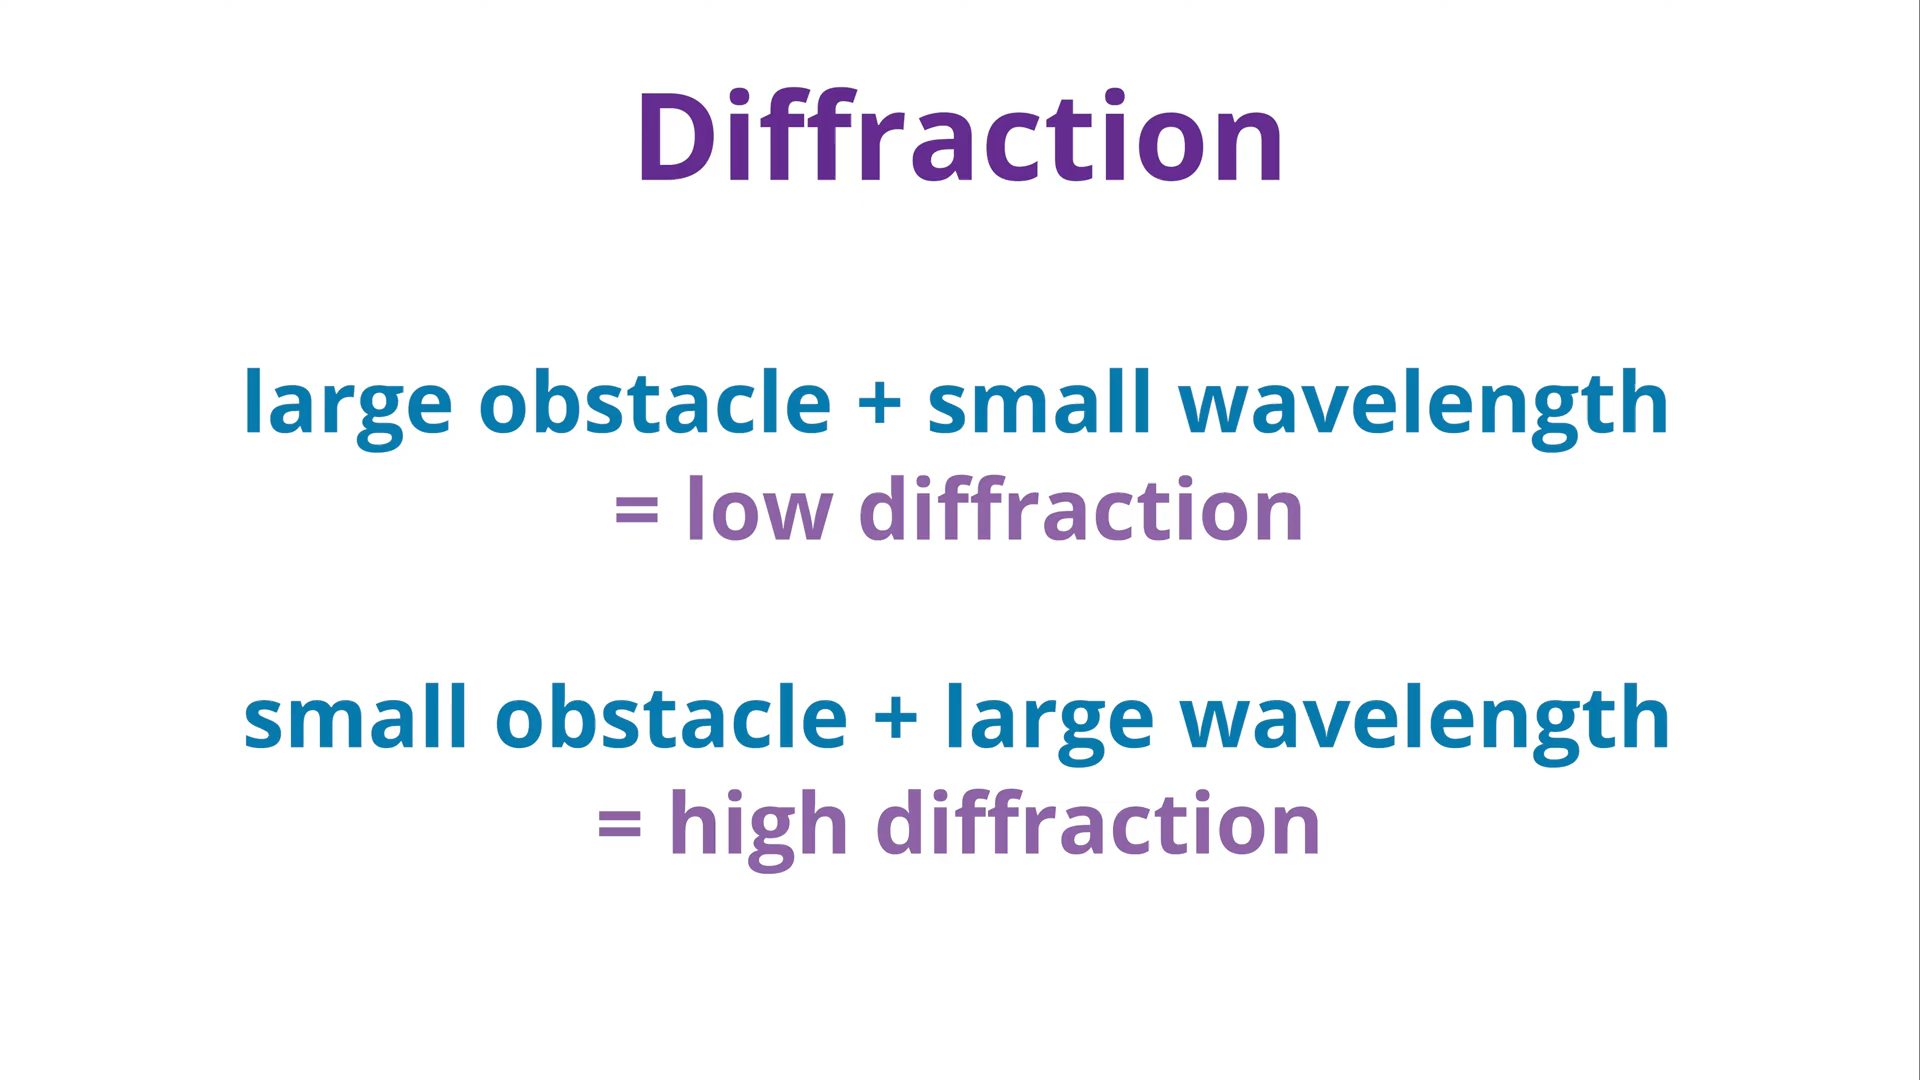 Diffraction
large obstacle + small wavelength
= low diffraction
small obstacle + large wavelength
= high diffraction